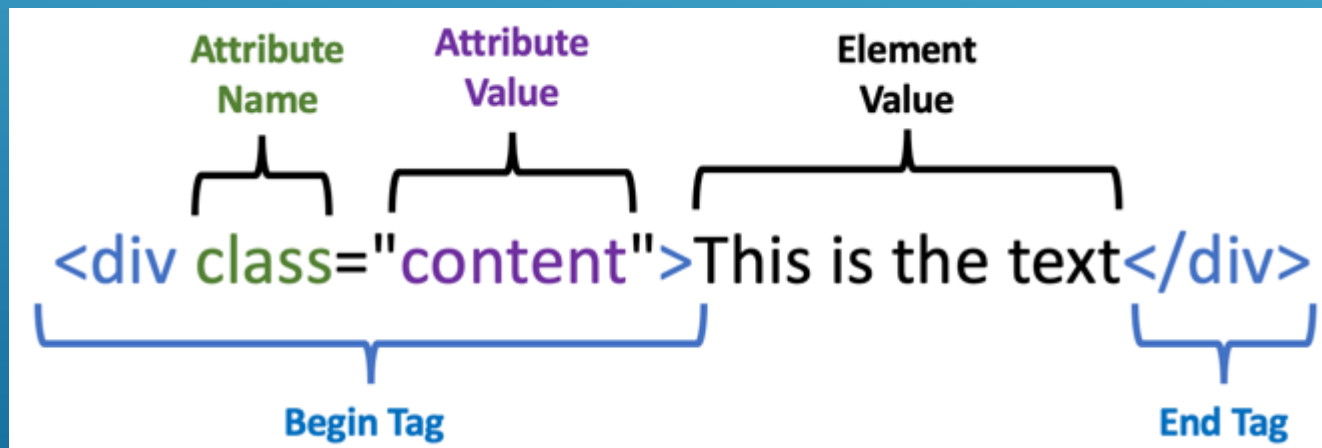 Attribute
Name
Attribute
Value
Element
Value
<div class="content">This is the text</div>
Begin Tag
End Tag